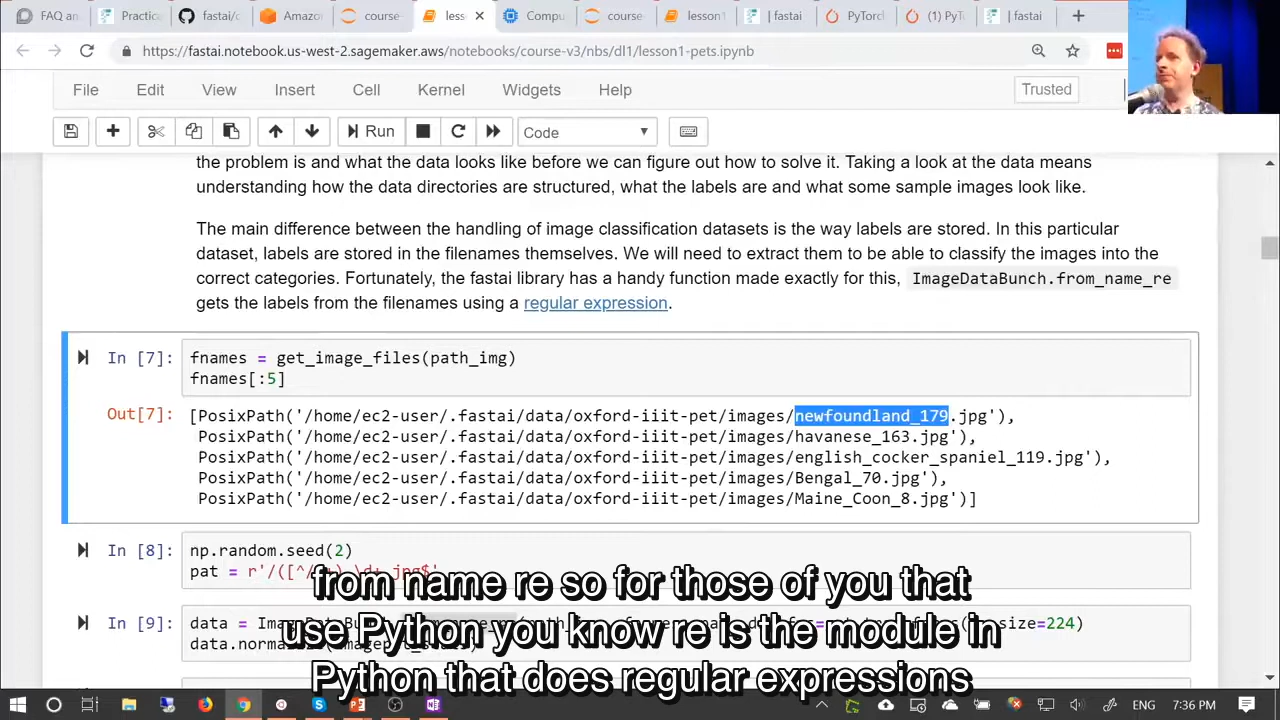 FAQ an
Practic
fastai/c
Amazo
course
less
Compu
course
lesson1
| fastai
PyTor
(1) PyT
| fastai
https://fastai.notebook.us-west-2.sagemaker.aws/notebooks/course-v3/nbs/dl1/lesson1-pets.ipynb
File Edit View Insert Cell Kernel Widgets Help Trusted
Run Code
the problem is and what the data looks like before we can figure out how to solve it. Taking a look at the data means
understanding how the data directories are structured, what the labels are and what some sample images look like.
The main difference between the handling of image classification datasets is the way labels are stored. In this particular
dataset, labels are stored in the filenames themselves. We will need to extract them to be able to classify the images into the
correct categories. Fortunately, the fastai library has a handy function made exactly for this, ImageDataBunch.from_name_re
gets the labels from the filenames using a regular expression.
In [7]: fnames = get_image_files(path_img)
fnames[:5]
Out[7]: [PosixPath('/home/ec2-user/.fastai/data/oxford-iiit-pet/images/newfoundland_179.jpg'),
PosixPath('/home/ec2-user/.fastai/data/oxford-iiit-pet/images/havanese_163.jpg'),
PosixPath('/home/ec2-user/.fastai/data/oxford-iiit-pet/images/english_cocker_spaniel_119.jpg'),
PosixPath('/home/ec2-user/.fastai/data/oxford-iiit-pet/images/Bengal_70.jpg'),
PosixPath('/home/ec2-user/.fastai/data/oxford-iiit-pet/images/Maine_Coon_8.jpg')]
In [8]: np.random.seed(2)
pat =
from name re so for those of you that
In [9]: data = size=224)
use Python you know re is the module in
Python that does regular expressions
ENG 7:36 PM